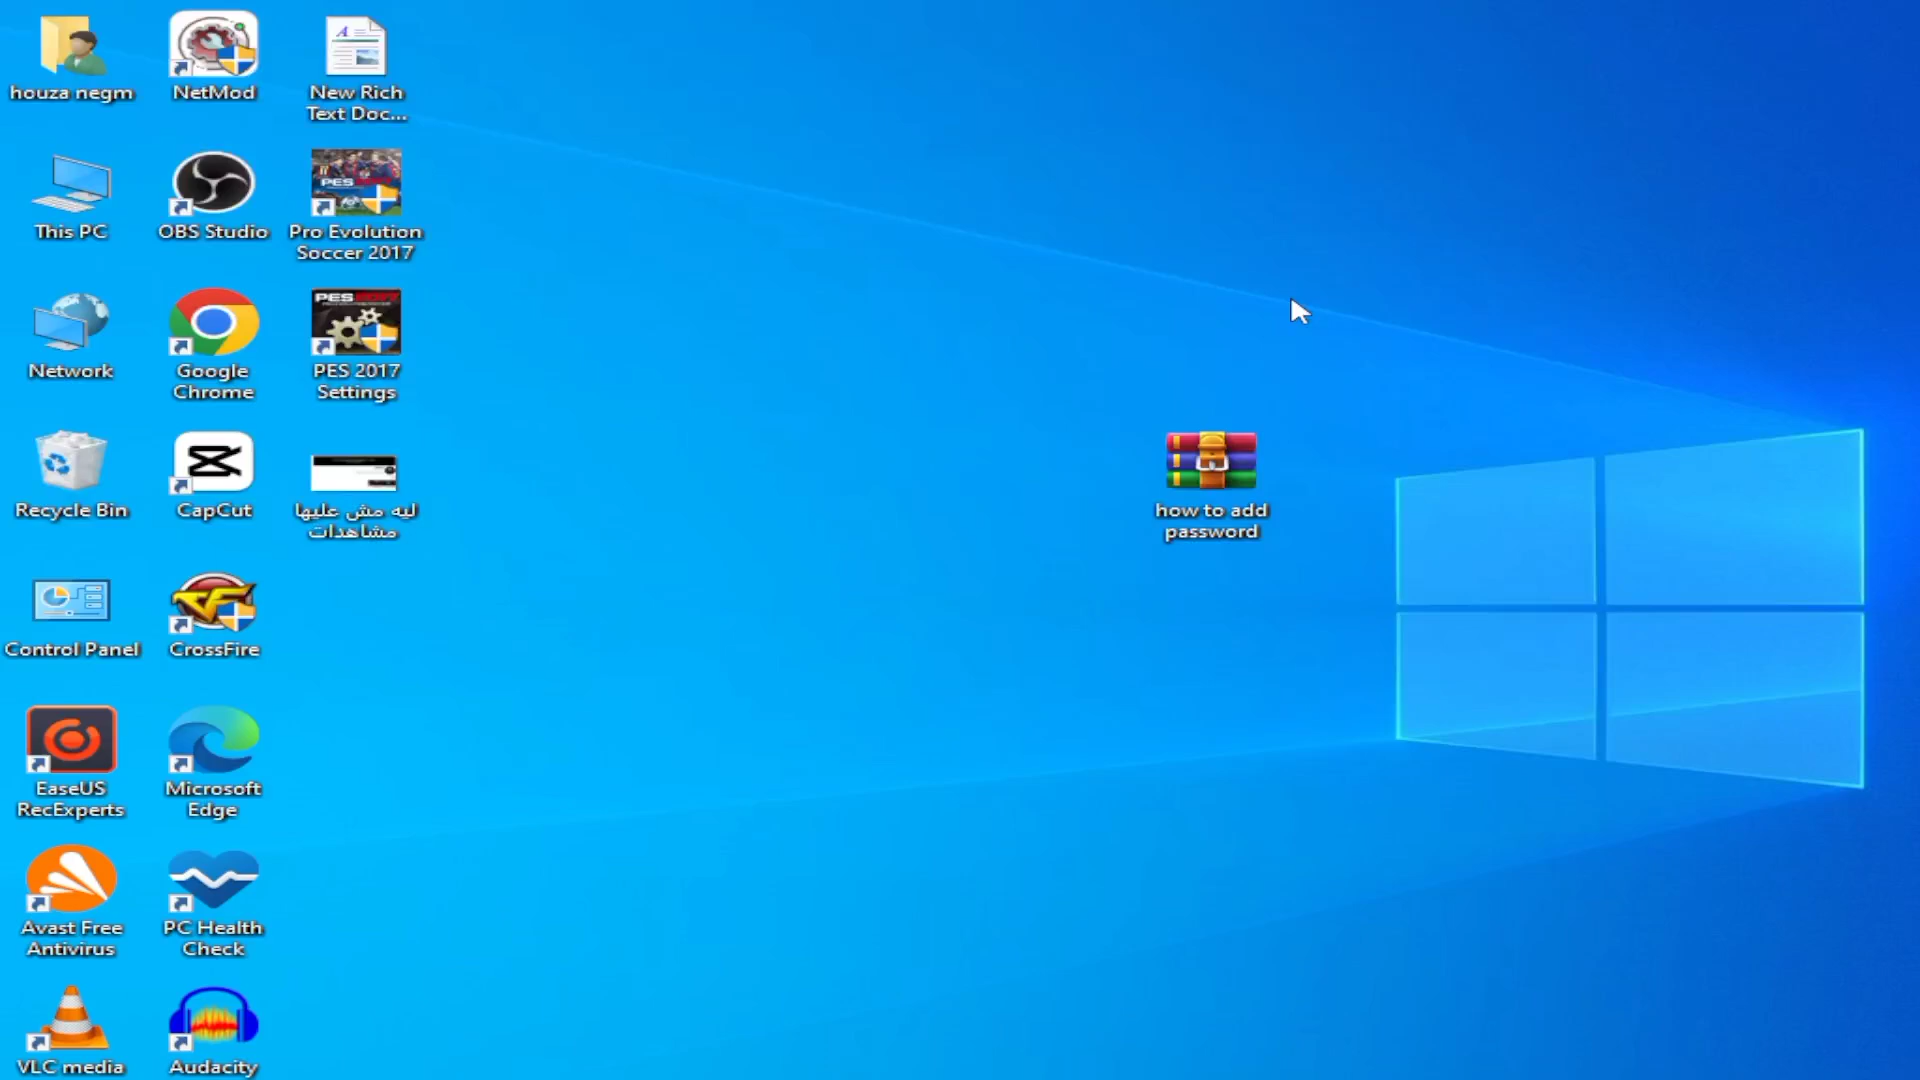 houza negm
NetMod
New Rich
Text Doc...
This PC
OBS Studio
Pro Evolution
Soccer 2017
Network
Google
Chrome
PES 2017
Settings
Recycle Bin
CapCut
ليه مش عليها
مشاهدات
how to add
password
Control Panel
CrossFire
EaseUS
RecExperts
Microsoft
Edge
Avast Free
Antivirus
PC Health
Check
VLC media
Audacity